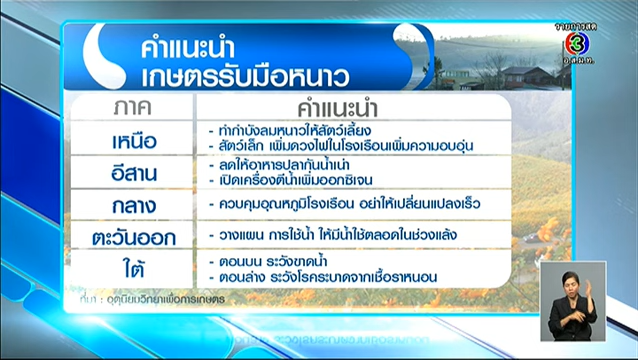 รายการสด
3
อ.ส.ม.ท.
คำแนะนำ
เกษตรรับมือหนาว
ภาค
คำแนะนำ
เหนือ
- ทำกำบังลมหนาวให้สัตว์เลี้ยง
- สัตว์เล็ก เพิ่มดวงไฟในโรงเรือนเพิ่มความอบอุ่น
อีสาน
- ลดให้อาหารปลากันน้ำเน่า
- เปิดเครื่องตีน้ำเพิ่มออกซิเจน
กลาง
- ควบคุมอุณหภูมิโรงเรือน อย่าให้เปลี่ยนแปลงเร็ว
ตะวันออก
- วางแผน การใช้น้ำ ให้มีน้ำใช้ตลอดในช่วงแล้ง
ใต้
- ตอนบน ระวังขาดน้ำ
- ตอนล่าง ระวังโรคระบาดจากเชื้อราหนอน
ที่มา : อุตุนิยมวิทยาเพื่อการเกษตร